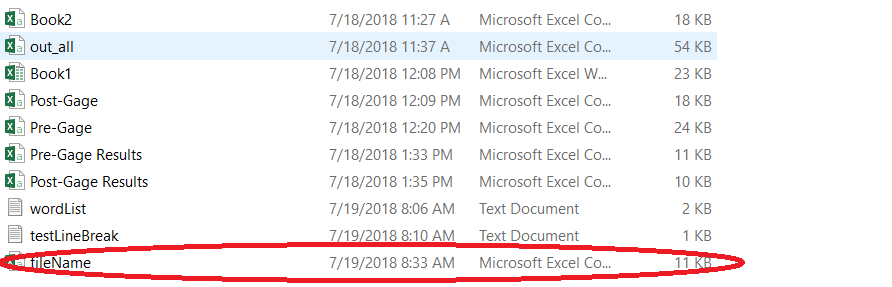 Book2 7/18/2018 11:27 A Microsoft Excel Co... 18 KB
out_all 7/18/2018 11:37 A Microsoft Excel Co... 54 KB
Book1 7/18/2018 12:08 PM Microsoft Excel W... 23 KB
Post-Gage 7/18/2018 12:09 PM Microsoft Excel Co... 18 KB
Pre-Gage 7/18/2018 12:20 PM Microsoft Excel Co... 24 KB
Pre-Gage Results 7/18/2018 1:33 PM Microsoft Excel Co... 11 KB
Post-Gage Results 7/18/2018 1:35 PM Microsoft Excel Co... 10 KB
wordList 7/19/2018 8:06 AM Text Document 2 KB
testLineBreak 7/19/2018 8:10 AM Text Document 1 KB
fileName 7/19/2018 8:33 AM Microsoft Excel Co... 11 KB